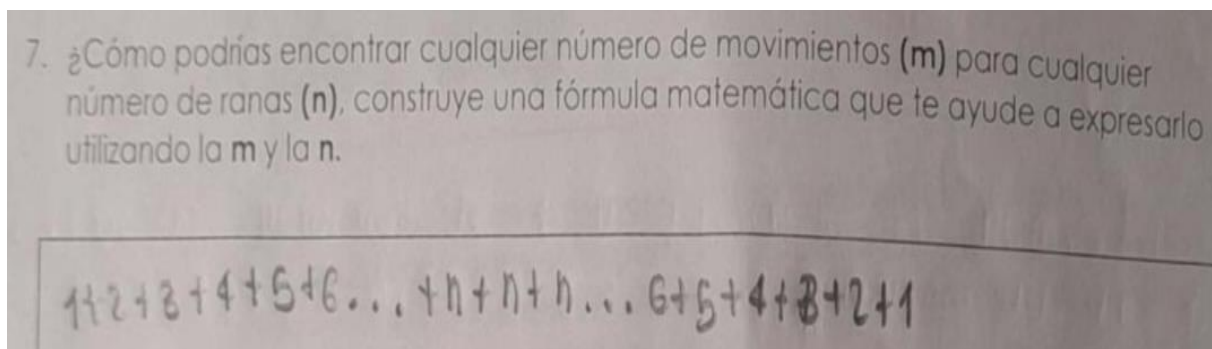 7. ¿Cómo podrías encontrar cualquier número de movimientos (m) para cualquier
número de ranas (n), construye una fórmula matemática que te ayude a expresarlo
utilizando la m y la n.
1+2+3+4+5+6...+n+n+n...6+5+4+3+2+1